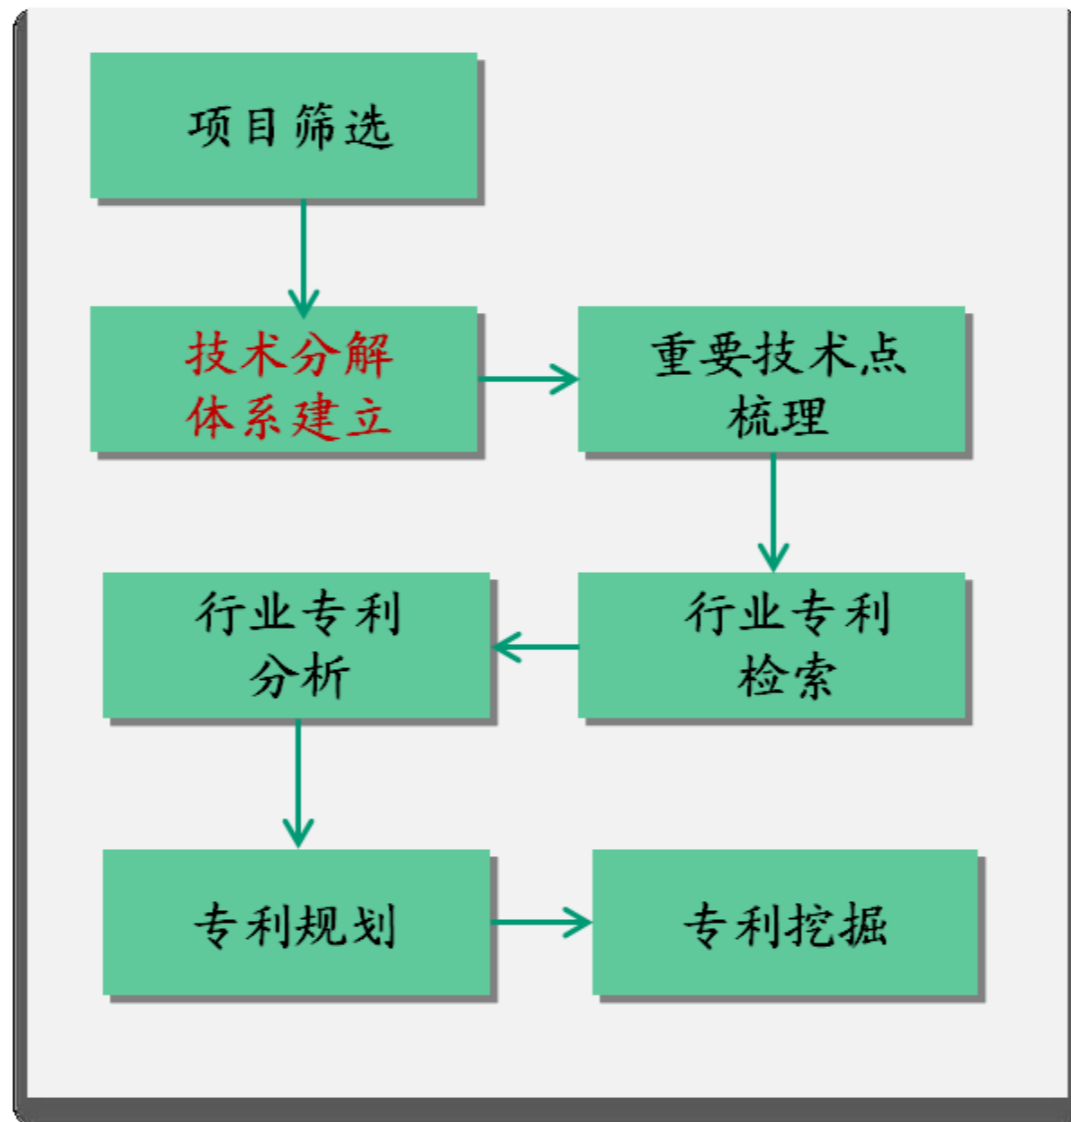 项目筛选
技术分解
体系建立
重要技术点
梳理
行业专利
检索
行业专利
分析
专利规划
专利挖掘